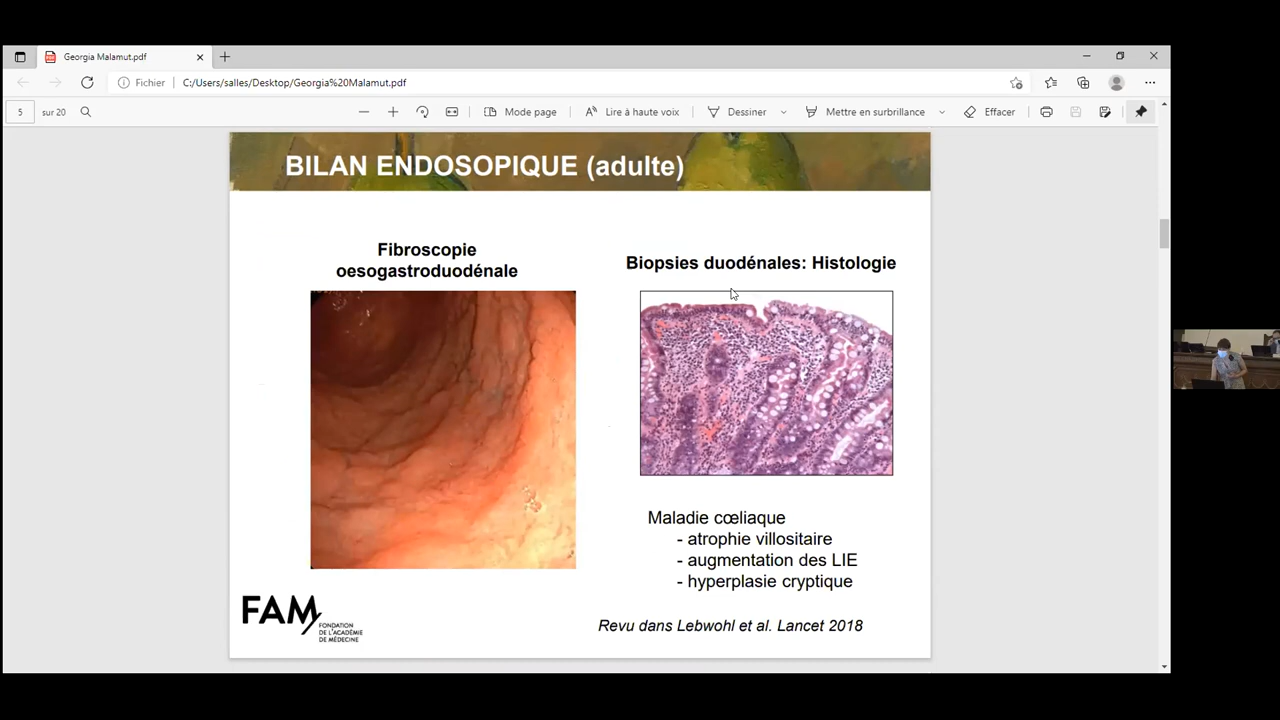 Georgia Malamut.pdf
Fichier
C:/Users/salles/Desktop/Georgia%20Malamut.pdf
5
sur 20
Mode page
Lire à haute voix
Dessiner
Mettre en surbrillance
Effacer
BILAN ENDOSOPIQUE (adulte)
Fibroscopie
oesogastroduodénale
Biopsies duodénales: Histologie
Maladie cœliaque
- atrophie villositaire
- augmentation des LIE
- hyperplasie cryptique
FAM
FONDATION
DE L'ACADÉMIE
DE MÉDECINE
Revu dans Lebwohl et al. Lancet 2018